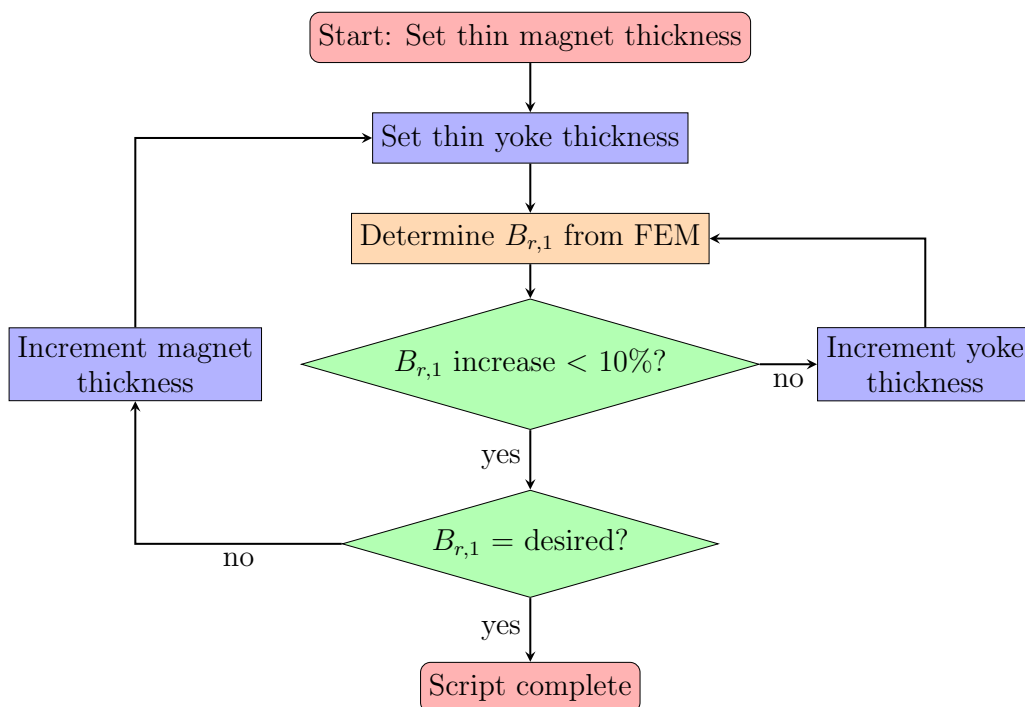 Start: Set thin magnet thickness
Set thin yoke thickness
Determine $B_{r,1}$ from FEM
Increment magnet
thickness
$B_{r,1}$ increase < 10%?
no
Increment yoke
thickness
yes
$B_{r,1}$ = desired?
no
yes
Script complete